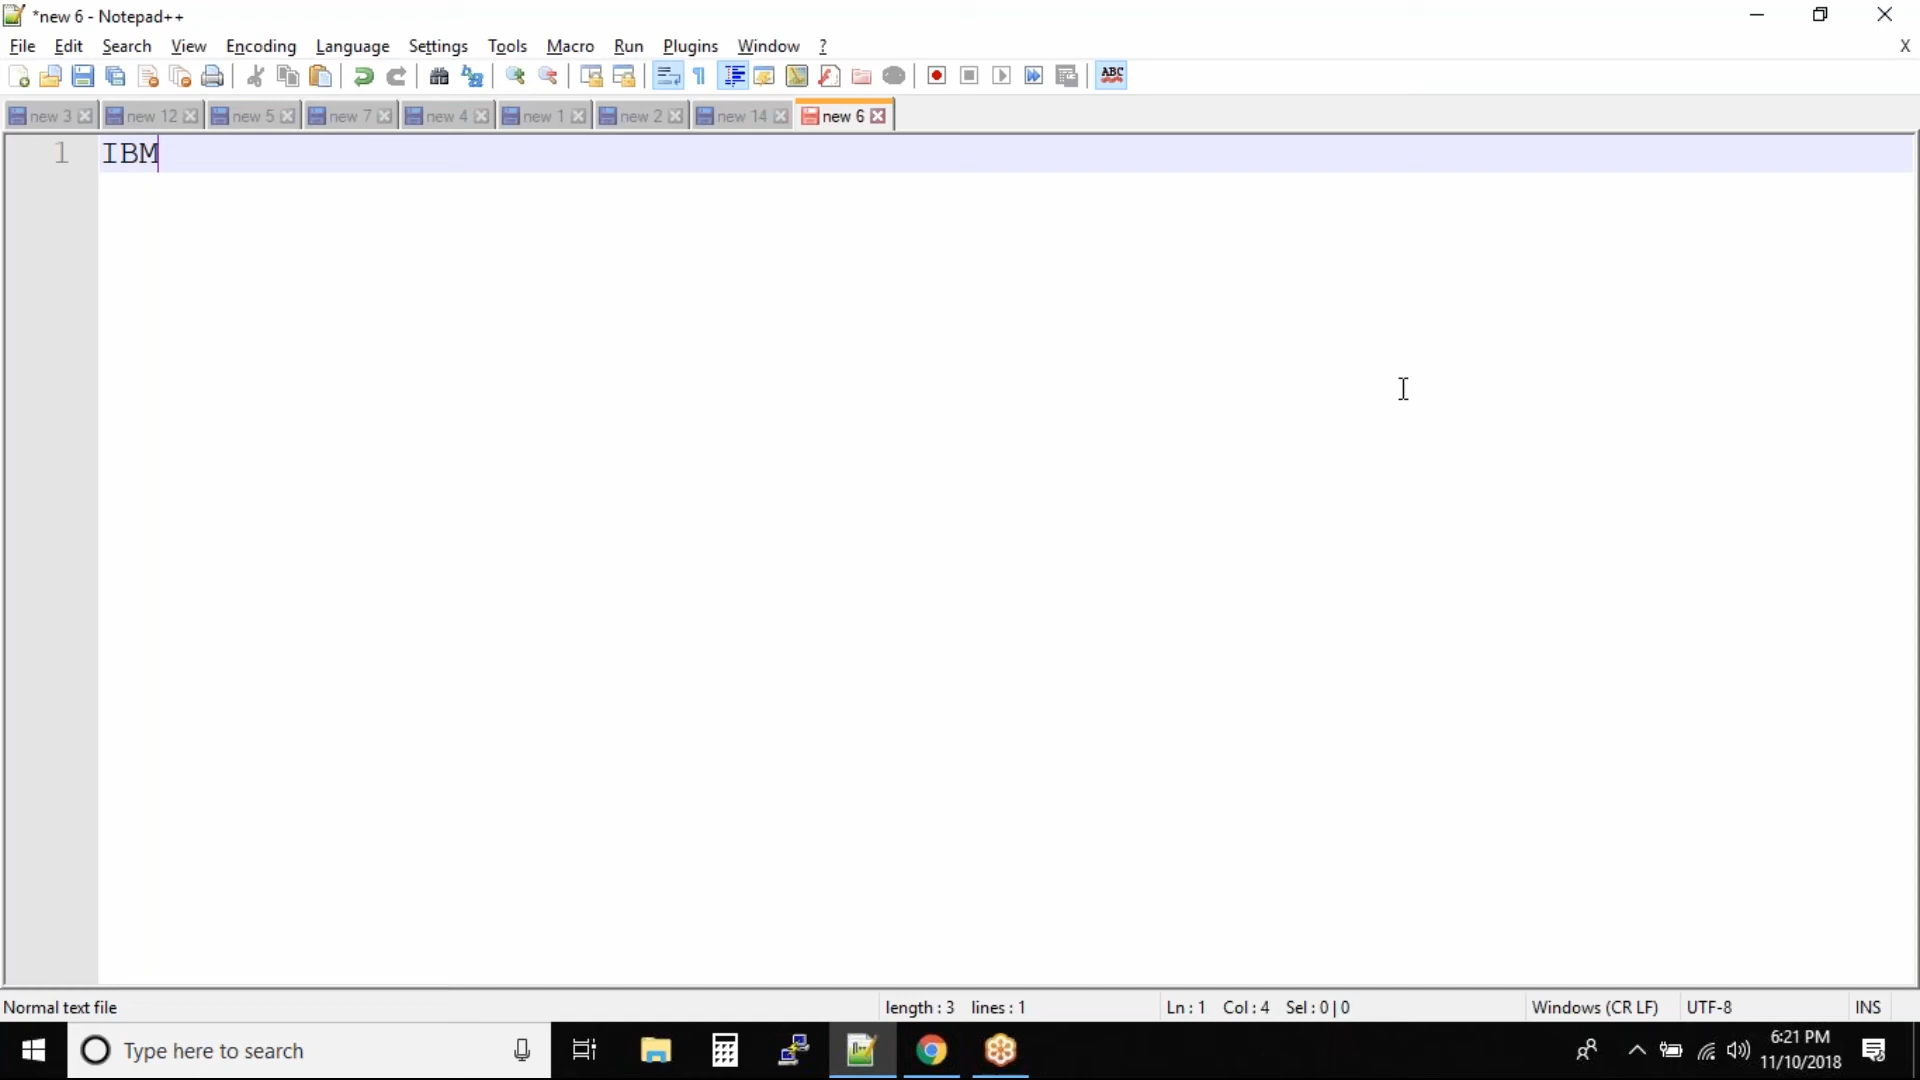 *new 6 - Notepad++
File Edit Search View Encoding Language Settings Tools Macro Run Plugins Window ? X
ABC
new 3 new 12 new 5 new 7 new 4 new 1 new 2 new 14 new 6
1 IBM
Normal text file length : 3 lines : 1 Ln : 1 Col : 4 Sel : 0 | 0 Windows (CR LF) UTF-8 INS
Type here to search
6:21 PM
11/10/2018